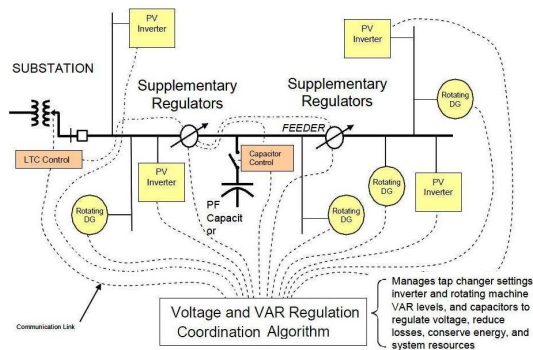 PV
Inverter
PV
Inverter
SUBSTATION
Supplementary
Regulators
Supplementary
Regulators
Rotating
DG
FEEDER
LTC Control
PV
Inverter
Capacitor
Control
Rotating
DG
PV
Inverter
Rotating
DG
PF
Capacit
or
Rotating
DG
Manages tap changer settings
inverter and rotating machine
VAR levels, and capacitors to
regulate voltage, reduce
losses, conserve energy, and
system resources
Voltage and VAR Regulation
Coordination Algorithm
Communication Link